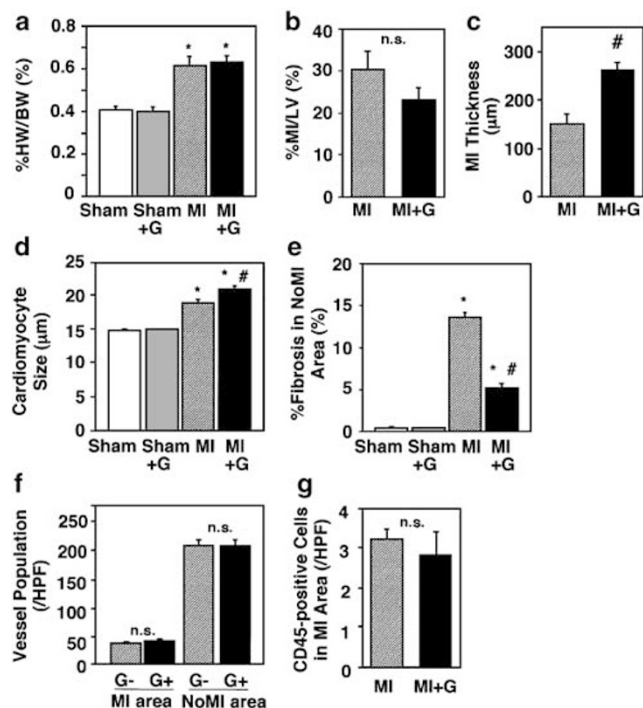 a
b
c
%HW/BW (%)
0.8
0.6
0.4
0.2
0
*
*
Sham Sham MI MI
+G +G
%MI/LV (%)
40
30
20
10
0
n.s.
MI MI+G
MI Thickness
(μm)
300
200
100
0
#
MI MI+G
d
e
Cardiomyocyte
Size (μm)
25
20
15
10
5
0
*
* #
Sham Sham MI MI
+G +G
%Fibrosis in NoMI
Area (%)
20
15
10
5
0
*
* #
Sham Sham MI MI
+G +G
f
g
Vessel Population
(/HPF)
250
200
150
100
50
0
n.s.
n.s.
G- G+ G- G+
MI area NoMI area
CD45-positive Cells
in MI Area (/HPF)
4
3
2
1
0
n.s.
MI MI+G